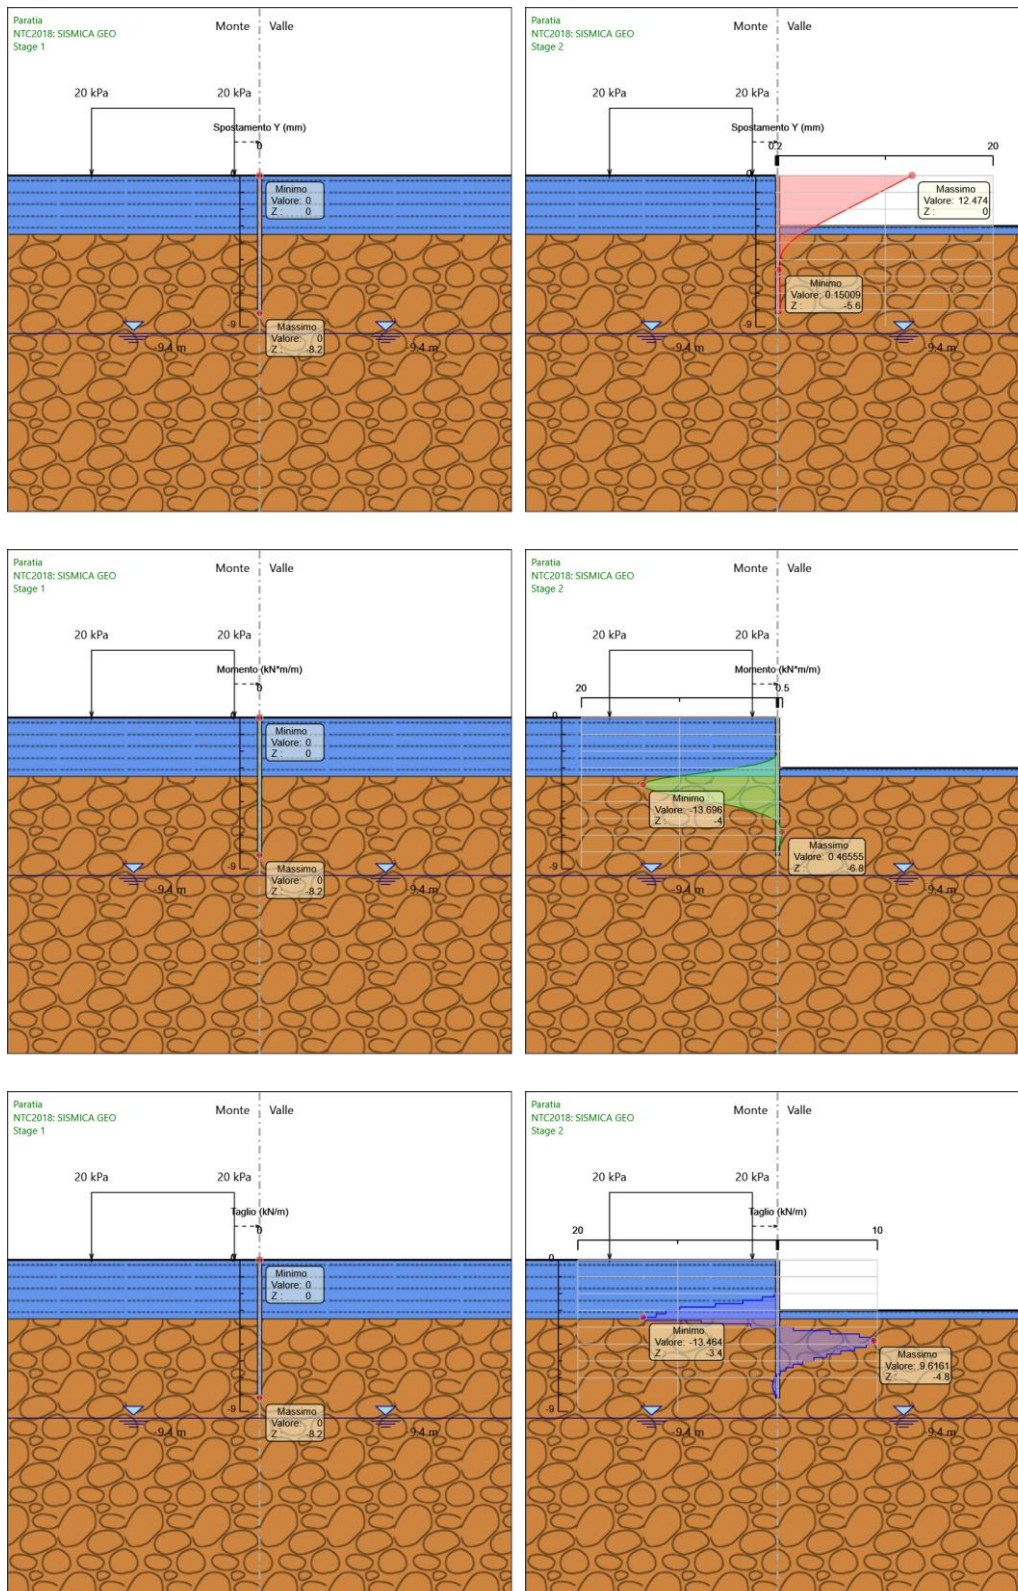 Paratia
NTC2018: SISMICA GEO
Stage 1
Monte
Valle
20 kPa
20 kPa
Spostamento Y (mm)
0
0
Minimo
Valore: 0
Z : 0
-9
Massimo
Valore: 0
Z : -8.2
-9.4 m
-9.4 m
Paratia
NTC2018: SISMICA GEO
Stage 2
Monte
Valle
20 kPa
20 kPa
Spostamento Y (mm)
0.2
20
0
Massimo
Valore: 12.474
Z : 0
Minimo
Valore: 0.15009
Z : -5.6
-9
-9.4 m
-9.4 m
Paratia
NTC2018: SISMICA GEO
Stage 1
Monte
Valle
20 kPa
20 kPa
Momento (kN*m/m)
0
0
Minimo
Valore: 0
Z : 0
-9
Massimo
Valore: 0
Z : -8.2
-9.4 m
-9.4 m
Paratia
NTC2018: SISMICA GEO
Stage 2
Monte
Valle
20 kPa
20 kPa
Momento (kN*m/m)
20
0.5
0
Minimo
Valore: -13.696
Z : -4
Massimo
Valore: 0.46555
Z : -6.8
-9
-9.4 m
-9.4 m
Paratia
NTC2018: SISMICA GEO
Stage 1
Monte
Valle
20 kPa
20 kPa
Taglio (kN/m)
0
0
Minimo
Valore: 0
Z : 0
-9
Massimo
Valore: 0
Z : -8.2
-9.4 m
-9.4 m
Paratia
NTC2018: SISMICA GEO
Stage 2
Monte
Valle
20 kPa
20 kPa
Taglio (kN/m)
20
10
0
Minimo
Valore: -13.464
Z : -3.4
Massimo
Valore: 9.6161
Z : -4.8
-9
-9.4 m
-9.4 m